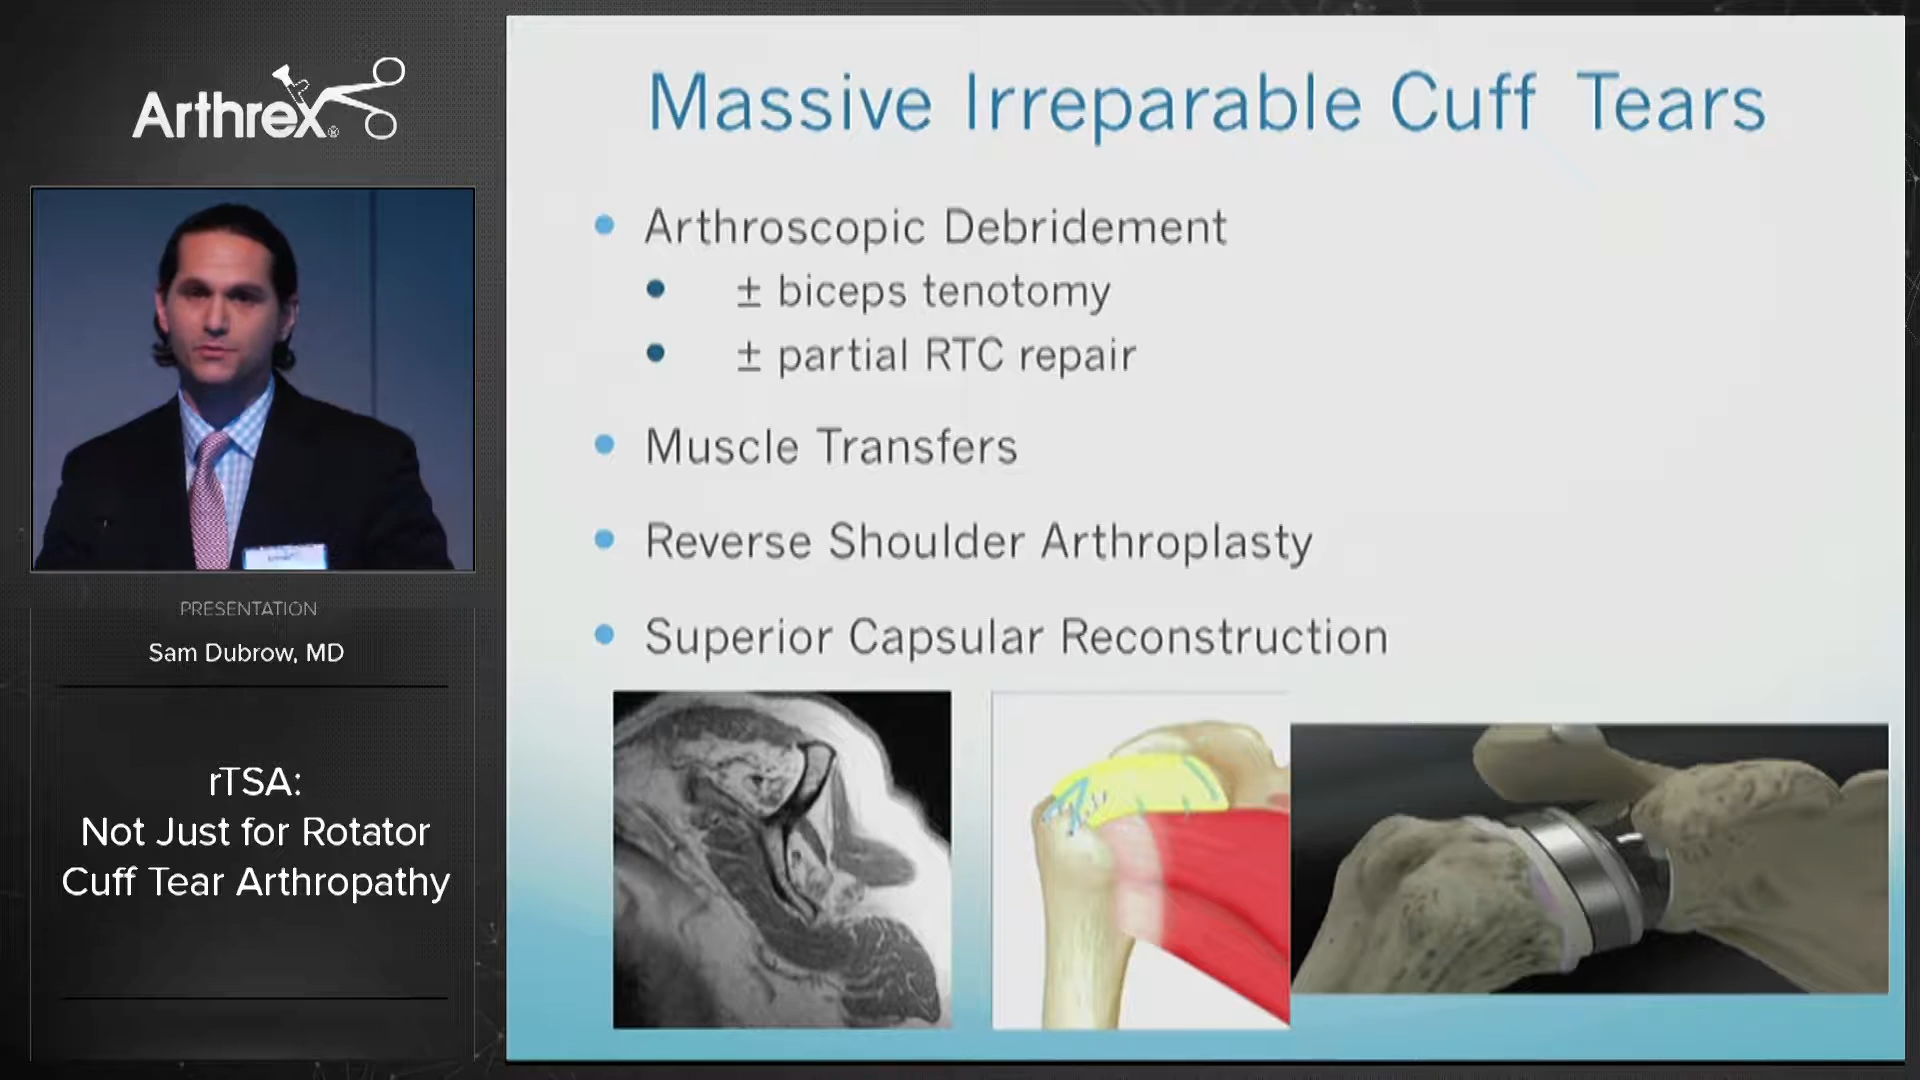 Arthrex
PRESENTATION
Sam Dubrow, MD
rTSA:
Not Just for Rotator
Cuff Tear Arthropathy
Massive Irreparable Cuff Tears
• Arthroscopic Debridement
• ± biceps tenotomy
• ± partial RTC repair
• Muscle Transfers
• Reverse Shoulder Arthroplasty
• Superior Capsular Reconstruction